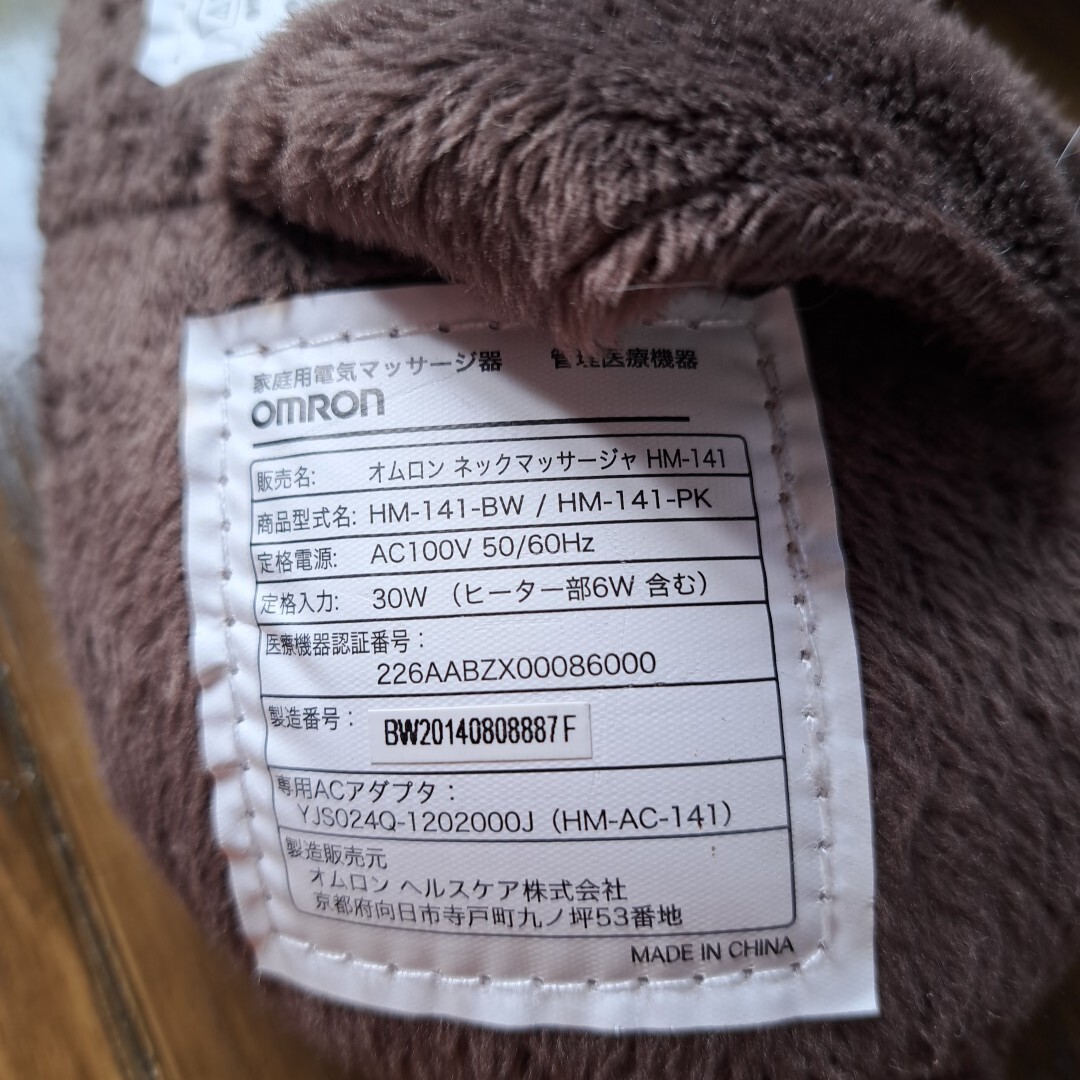 家庭用電気マッサージ器 管理医療機器
OMRON
販売名: オムロン ネックマッサージャ HM-141
商品型式名: HM-141-BW / HM-141-PK
定格電源: AC100V 50/60Hz
定格入力: 30W （ヒーター部6W 含む）
医療機器認証番号：
226AABZX00086000
製造番号： BW20140808887F
専用ACアダプタ：
YJS024Q-1202000J（HM-AC-141）
製造販売元
オムロン ヘルスケア株式会社
京都府向日市寺戸町九ノ坪53番地
MADE IN CHINA